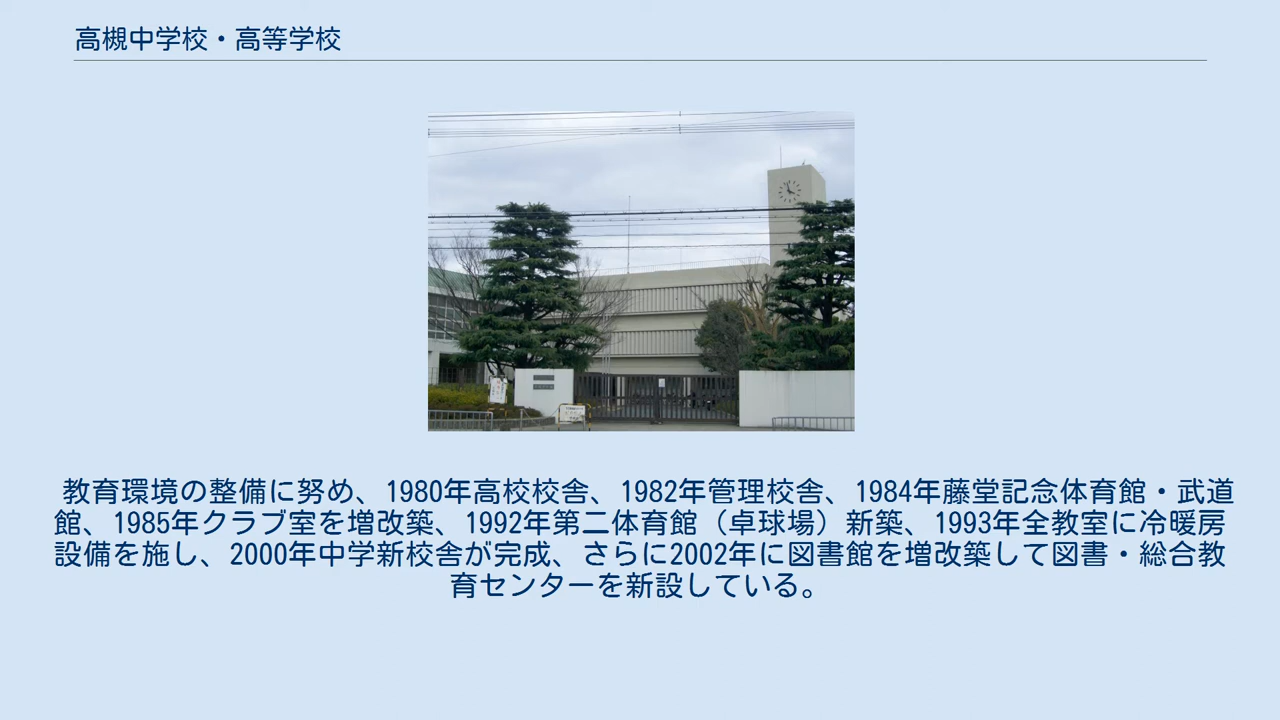 高槻中学校・高等学校
教育環境の整備に努め、1980年高校校舎、1982年管理校舎、1984年藤堂記念体育館・武道
館、1985年クラブ室を増改築、1992年第二体育館（卓球場）新築、1993年全教室に冷暖房
設備を施し、2000年中学新校舎が完成、さらに2002年に図書館を増改築して図書・総合教
育センターを新設している。